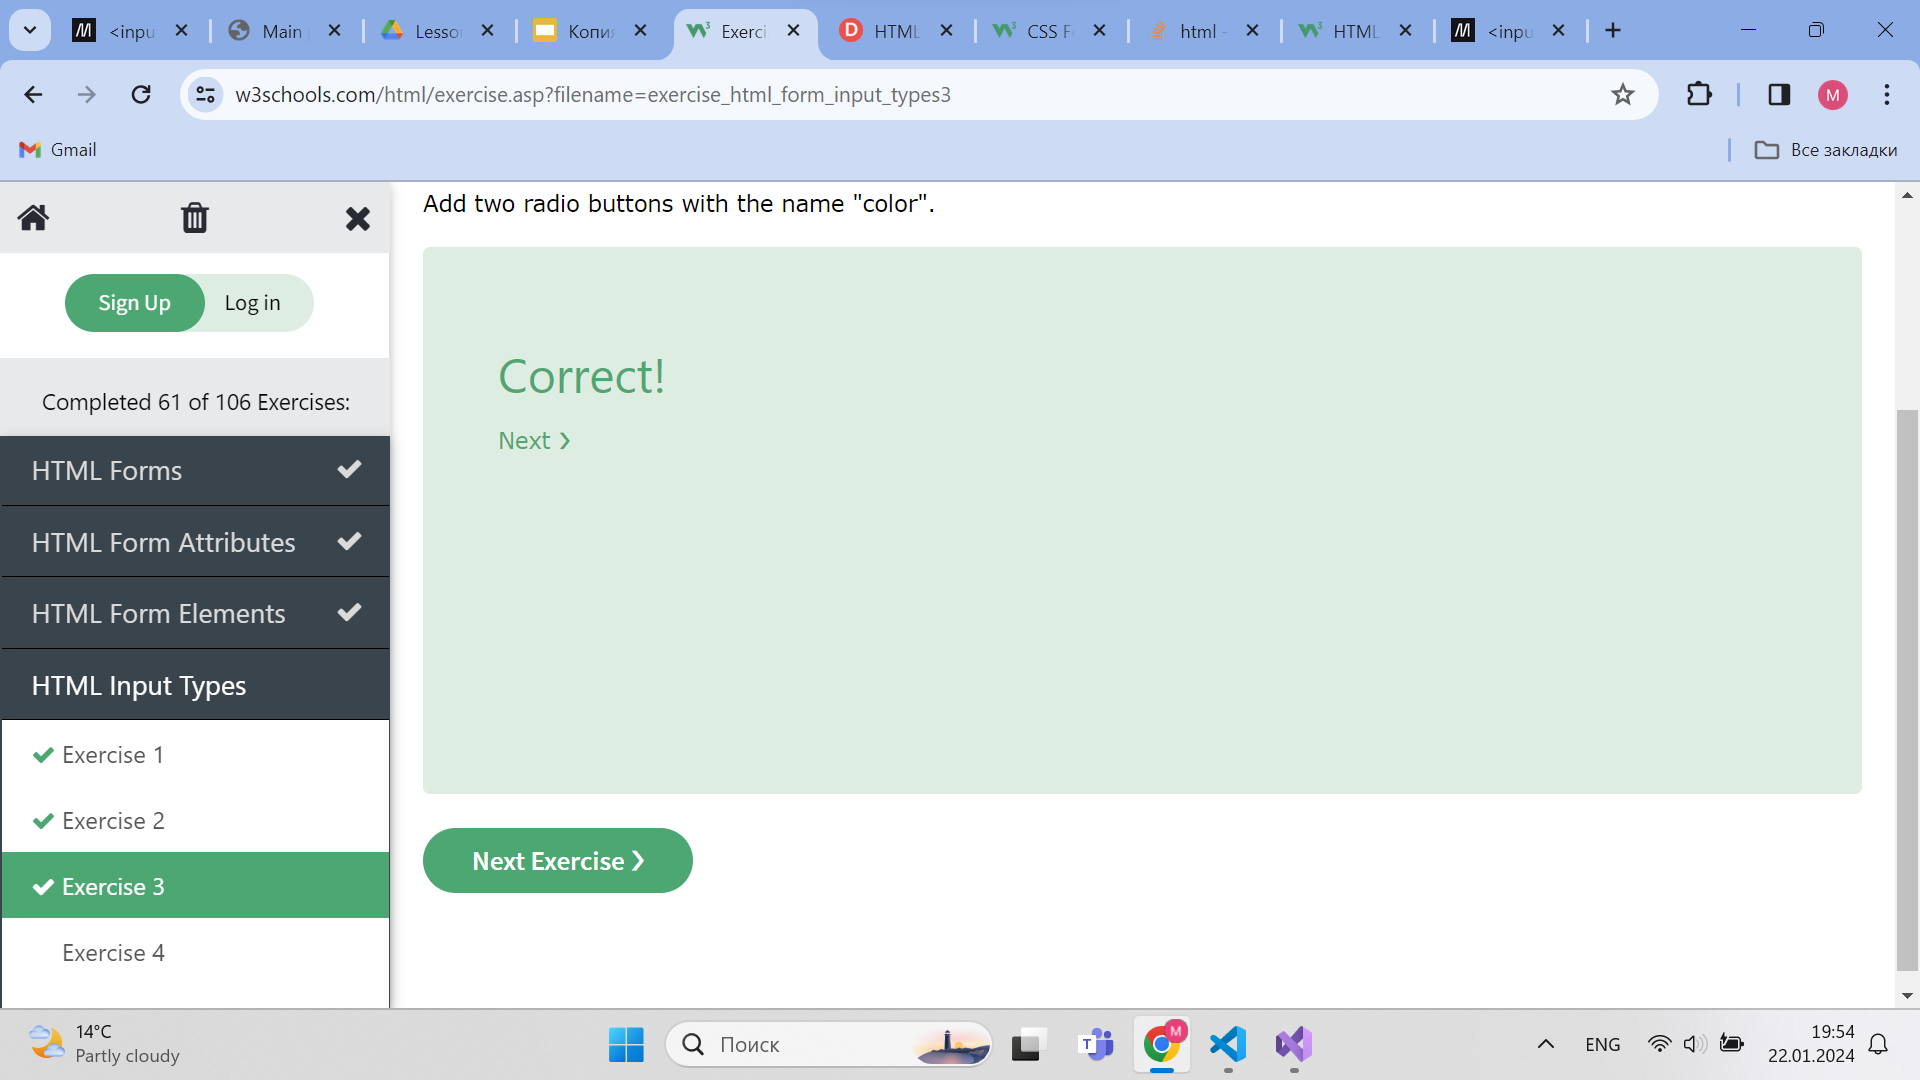 <inpu
Main
Lesso
Копи
Exerci
HTML
CSS F
html -
HTML
<inpu
w3schools.com/html/exercise.asp?filename=exercise_html_form_input_types3
M
Gmail
Все закладки
Sign Up
Log in
Completed 61 of 106 Exercises:
HTML Forms
HTML Form Attributes
HTML Form Elements
HTML Input Types
Exercise 1
Exercise 2
Exercise 3
Exercise 4
Add two radio buttons with the name "color".
Correct!
Next ❯
Next Exercise ❯
14°C
Partly cloudy
Поиск
M
ENG
19:54
22.01.2024